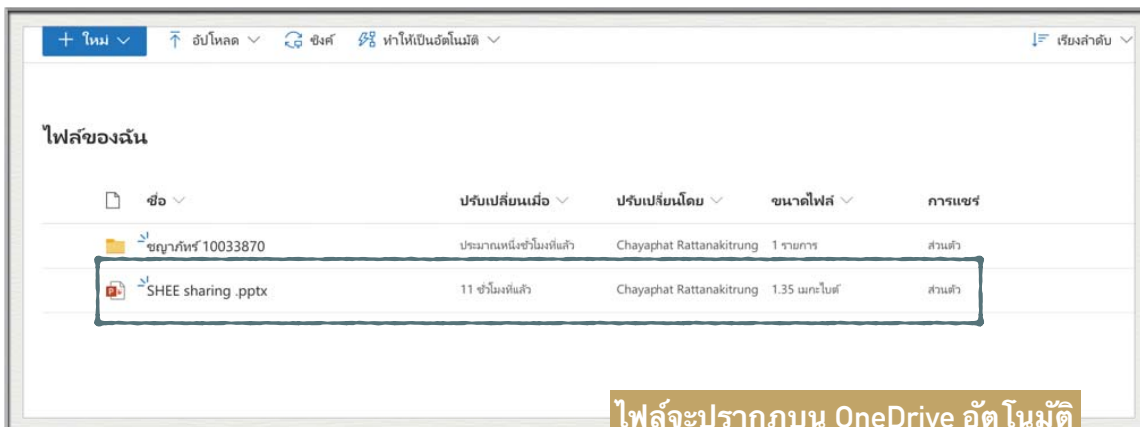 + ใหม่ อัปโหลด ซิงค์ ทำให้เป็นอัตโนมัติ เรียงลำดับ
ไฟล์ของฉัน
ชื่อ ปรับเปลี่ยนเมื่อ ปรับเปลี่ยนโดย ขนาดไฟล์ การแชร์
ชญาภัทร์ 10033870 ประมาณหนึ่งชั่วโมงที่แล้ว Chayaphat Rattanakitrung 1 รายการ ส่วนตัว
SHEE sharing .pptx 11 ชั่วโมงที่แล้ว Chayaphat Rattanakitrung 1.35 เมกะไบต์ ส่วนตัว
ไฟล์จะปรากฏบน OneDrive อัตโนมัติ